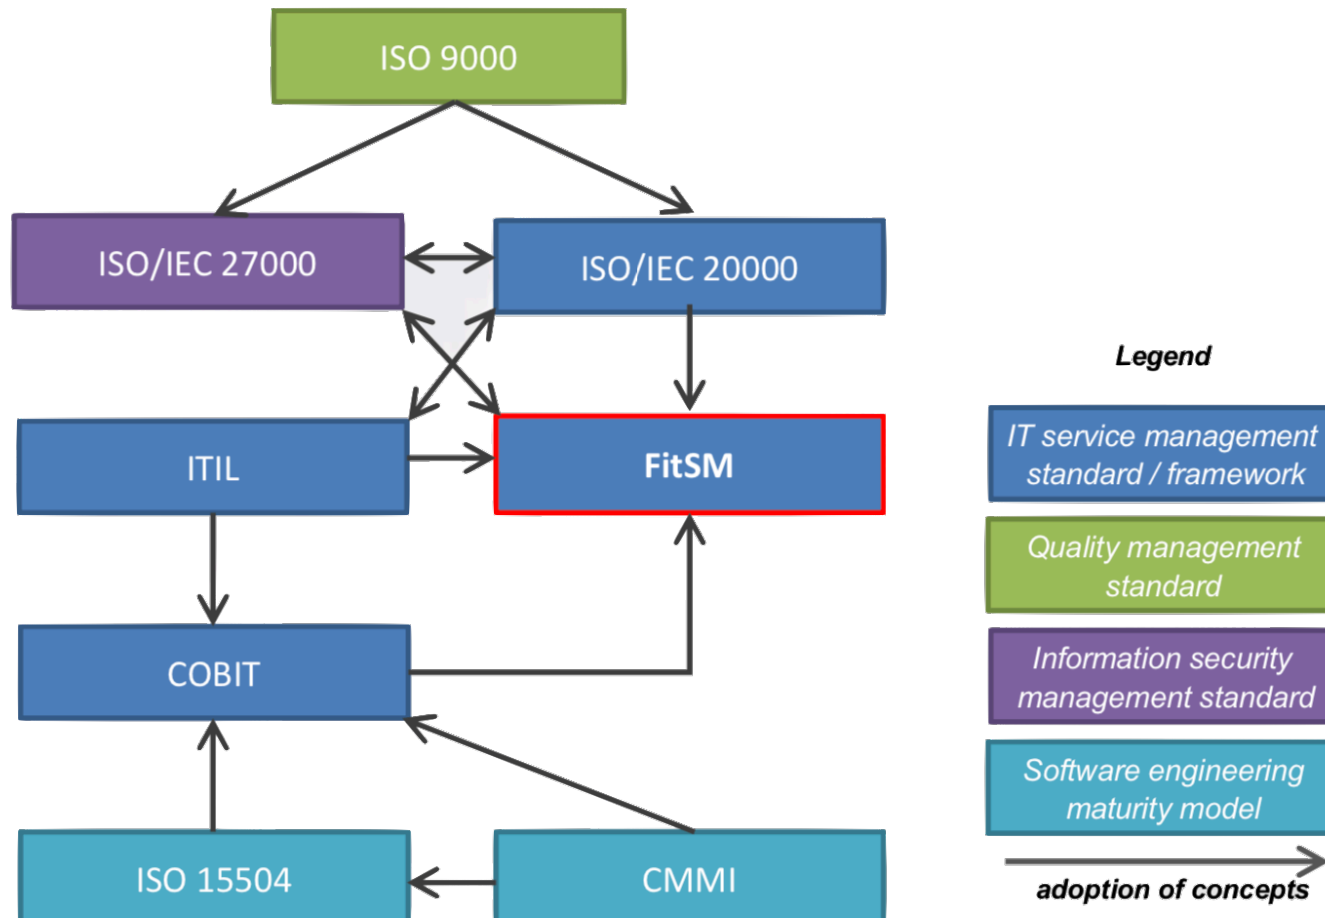 ISO 9000
ISO/IEC 27000
ISO/IEC 20000
ITIL
FitSM
COBIT
ISO 15504
CMMI
Legend
IT service management
standard / framework
Quality management
standard
Information security
management standard
Software engineering
maturity model
adoption of concepts